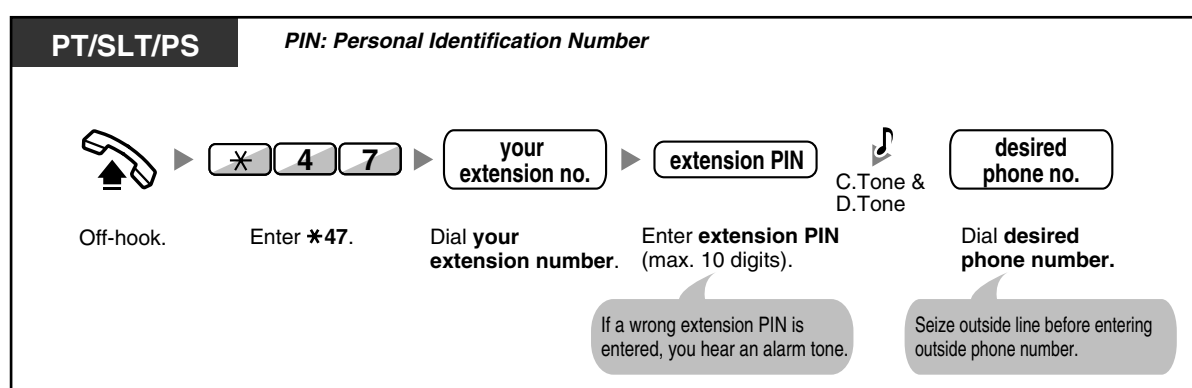 PT/SLT/PS
PIN: Personal Identification Number
* 4 7
your
extension no.
extension PIN
C.Tone &
D.Tone
desired
phone no.
Off-hook.
Enter *47.
Dial your
extension number.
Enter extension PIN
(max. 10 digits).
Dial desired
phone number.
If a wrong extension PIN is
entered, you hear an alarm tone.
Seize outside line before entering
outside phone number.